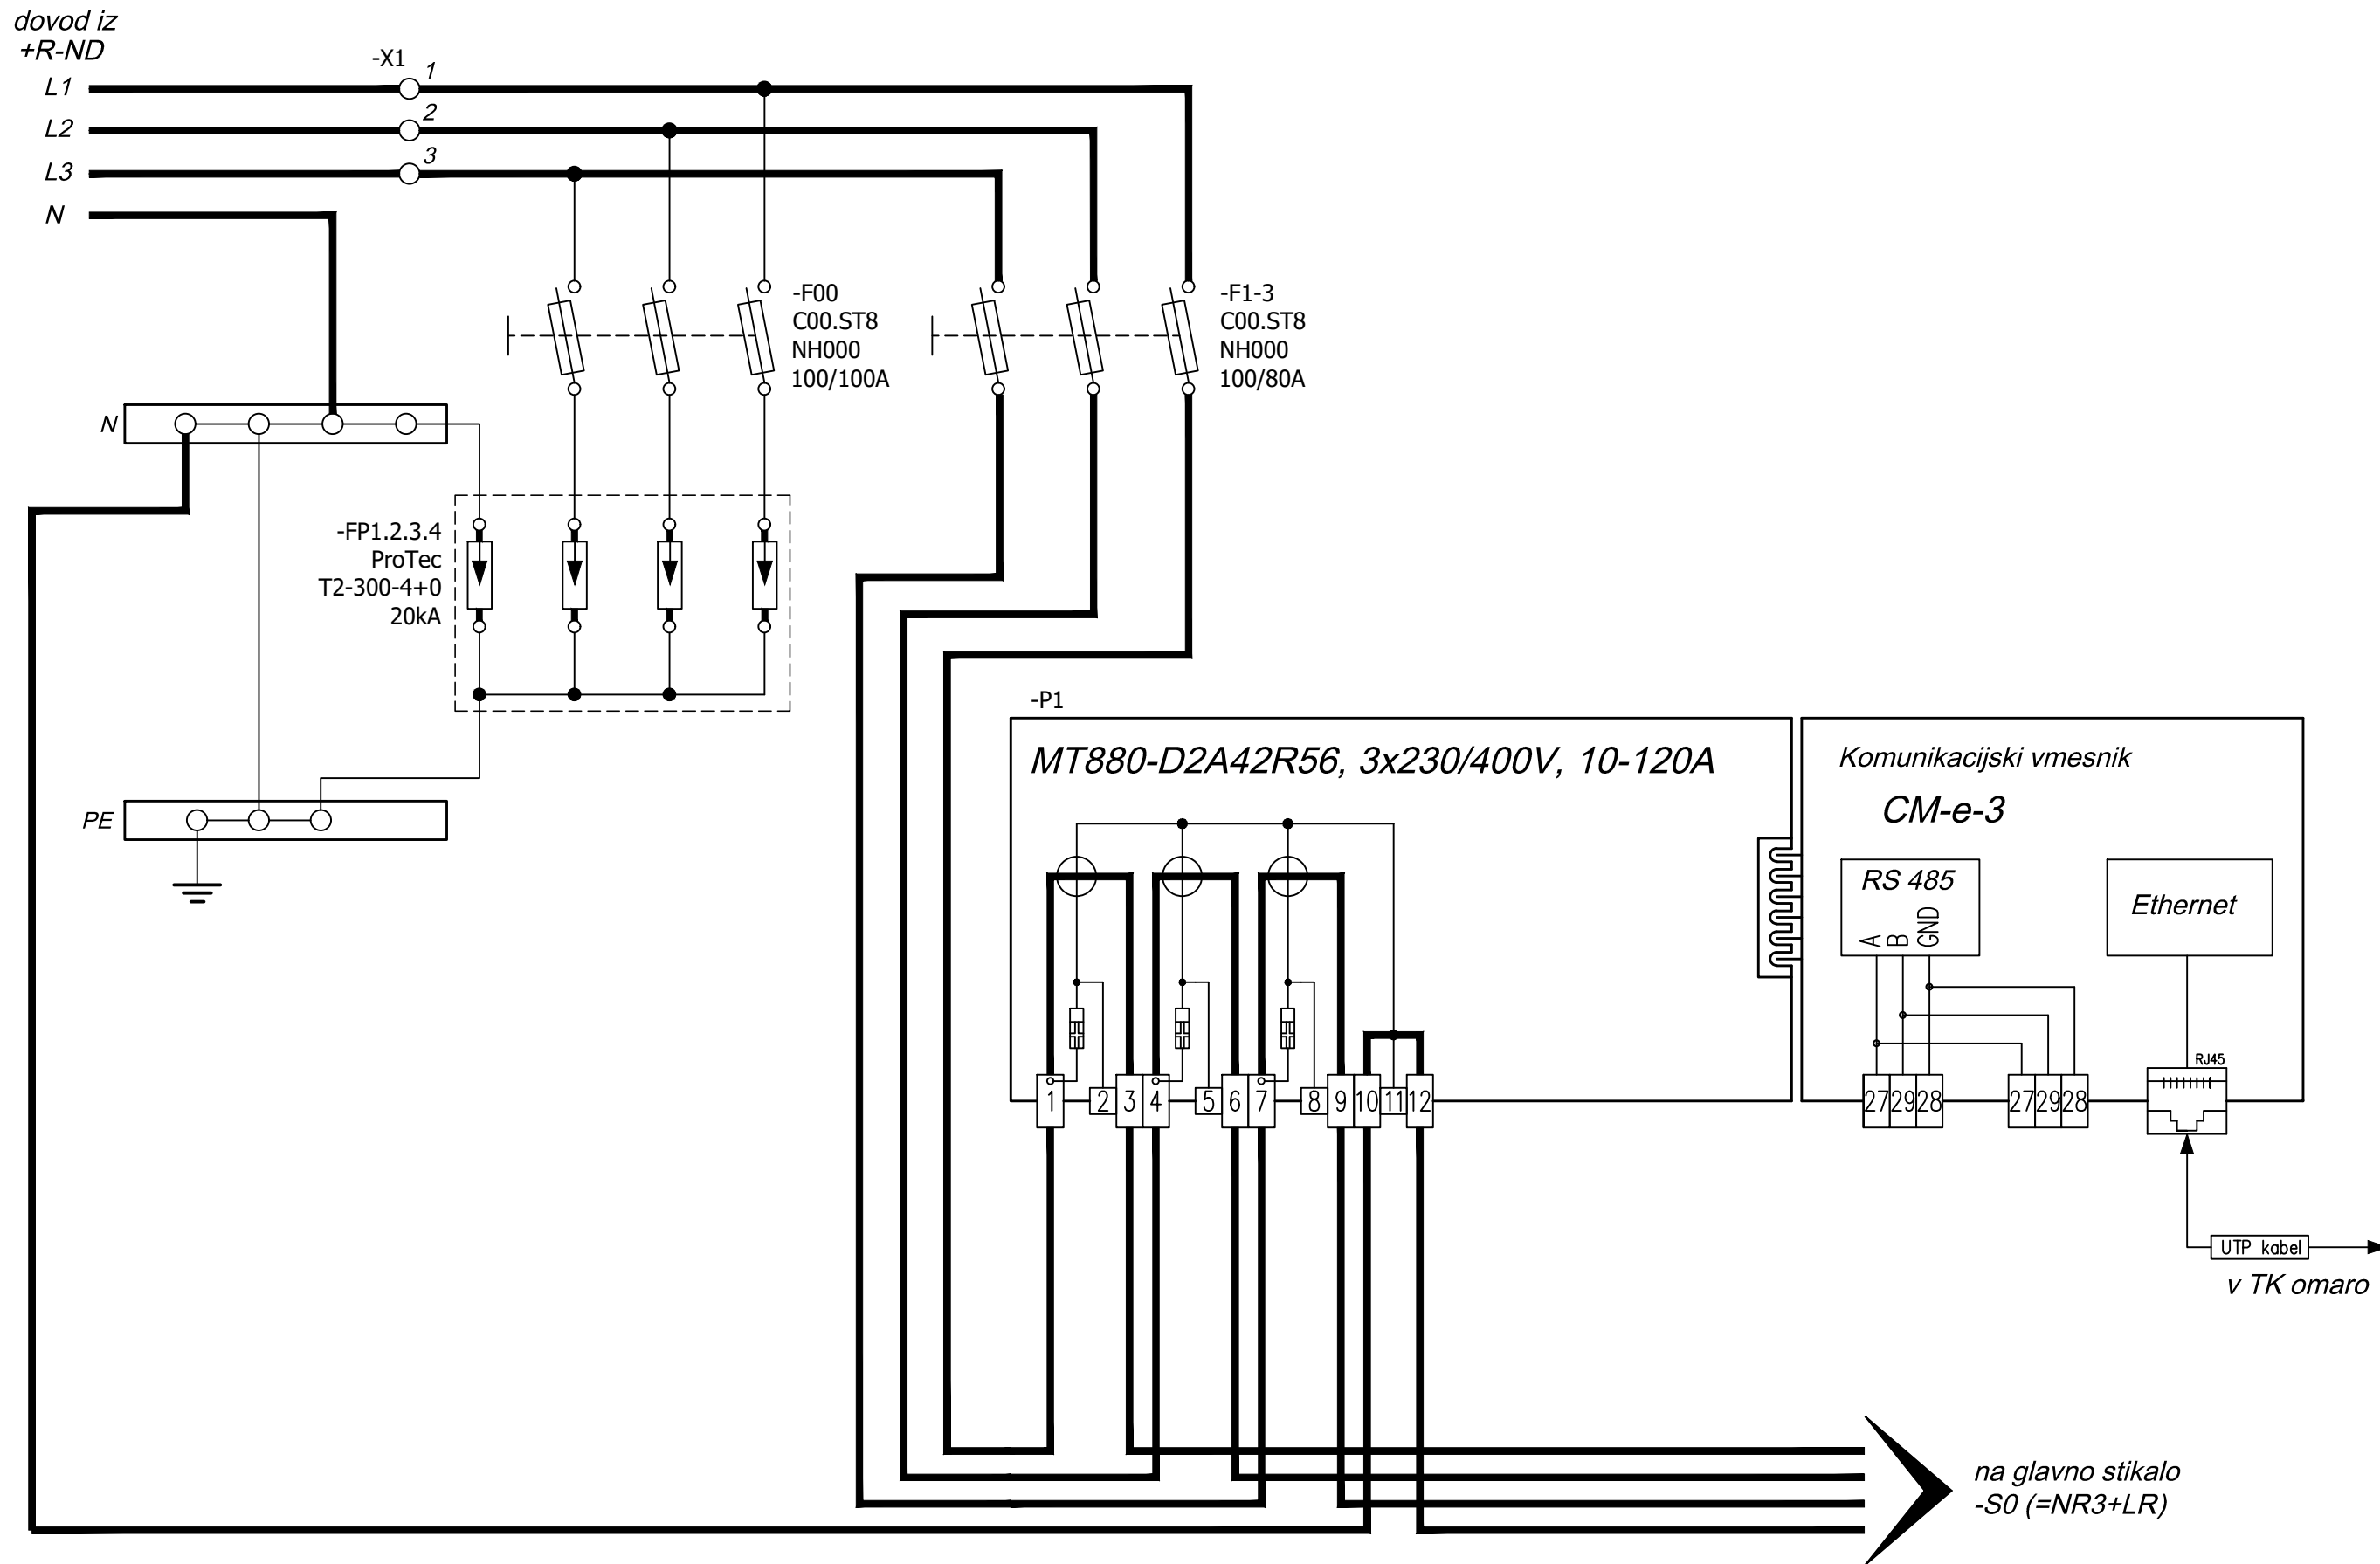 dovod iz
+R-ND
-X1
L1
1
L2
2
L3
3
N
-F00
C00.ST8
NH000
100/100A
-F1-3
C00.ST8
NH000
100/80A
N
-FP1.2.3.4
ProTec
T2-300-4+0
20kA
PE
-P1
MT880-D2A42R56, 3x230/400V, 10-120A
Komunikacijski vmesnik
CM-e-3
RS 485
A
B
GND
Ethernet
RJ45
1 2 3 4 5 6 7 8 9 10 11 12
27 29 28
27 29 28
UTP kabel
v TK omaro
na glavno stikalo
-S0 (=NR3+LR)